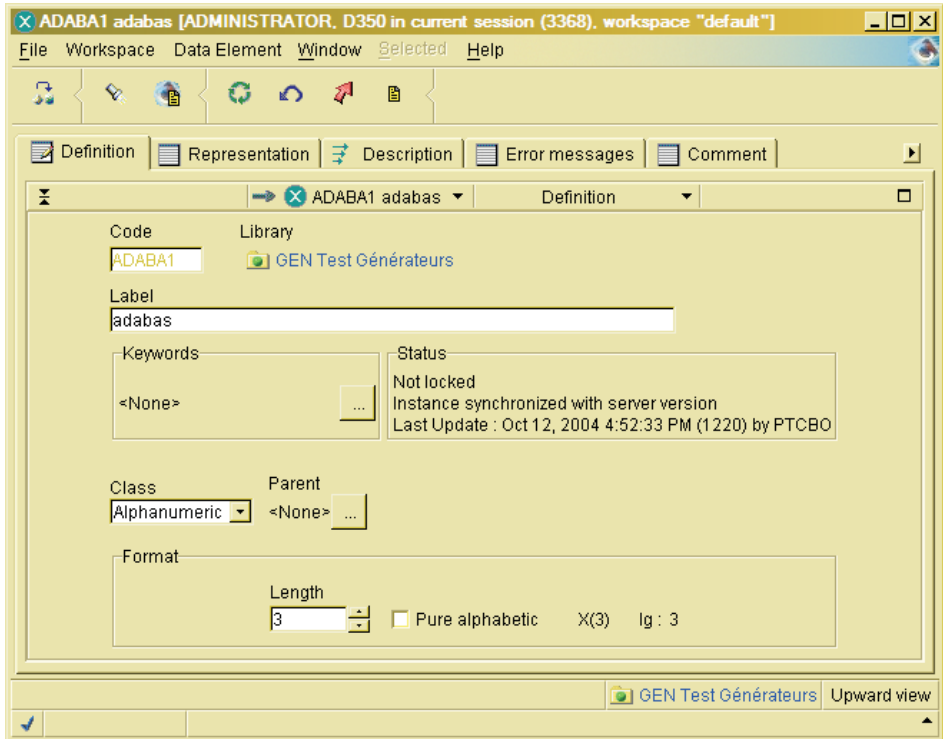 ADABA1 adabas [ADMINISTRATOR, D350 in current session (3368), workspace "default"]
File Workspace Data Element Window Selected Help
Definition Representation Description Error messages Comment
ADABA1 adabas Definition
Code Library
ADABA1 GEN Test Générateurs
Label
adabas
Keywords Status
Not locked
<None> ... Instance synchronized with server version
Last Update : Oct 12, 2004 4:52:33 PM (1220) by PTCBO
Class Parent
Alphanumeric <None> ...
Format
Length
3 Pure alphabetic X(3) lg : 3
GEN Test Générateurs Upward view